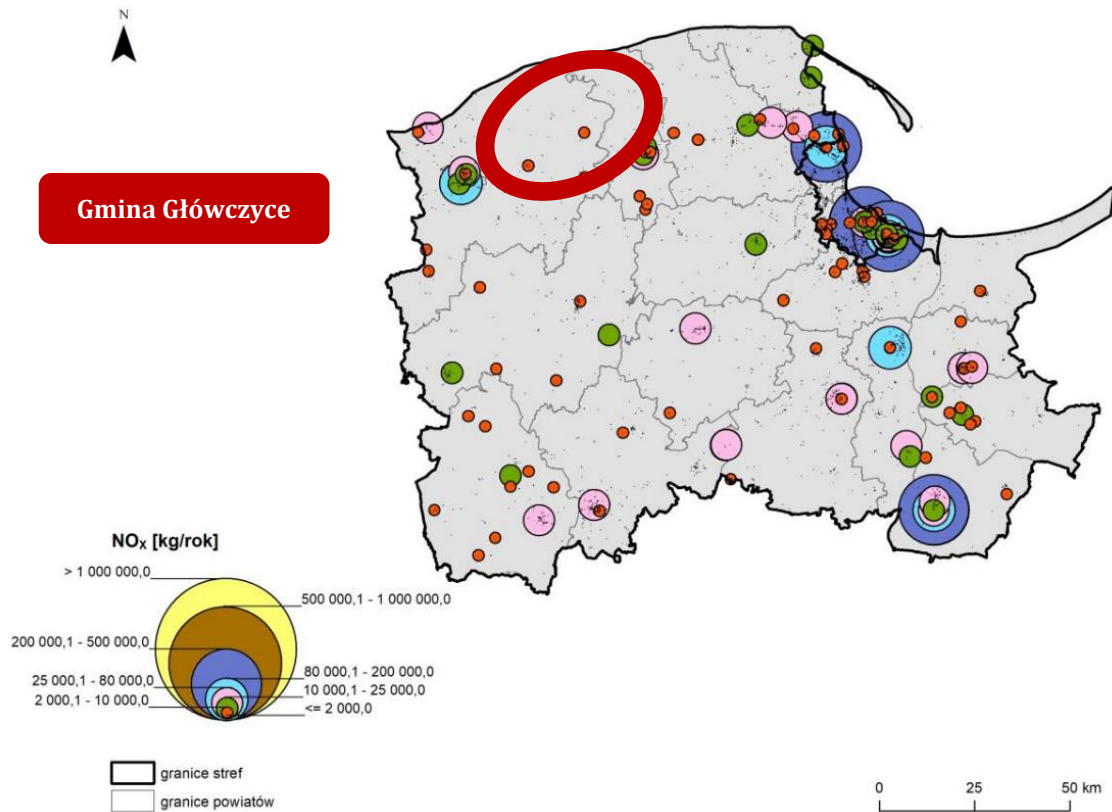 N
Gmina Główczyce
NOX [kg/rok]
> 1 000 000,0
500 000,1 - 1 000 000,0
200 000,1 - 500 000,0
80 000,1 - 200 000,0
25 000,1 - 80 000,0
10 000,1 - 25 000,0
2 000,1 - 10 000,0
<= 2 000,0
granice stref
granice powiatów
0 25 50 km